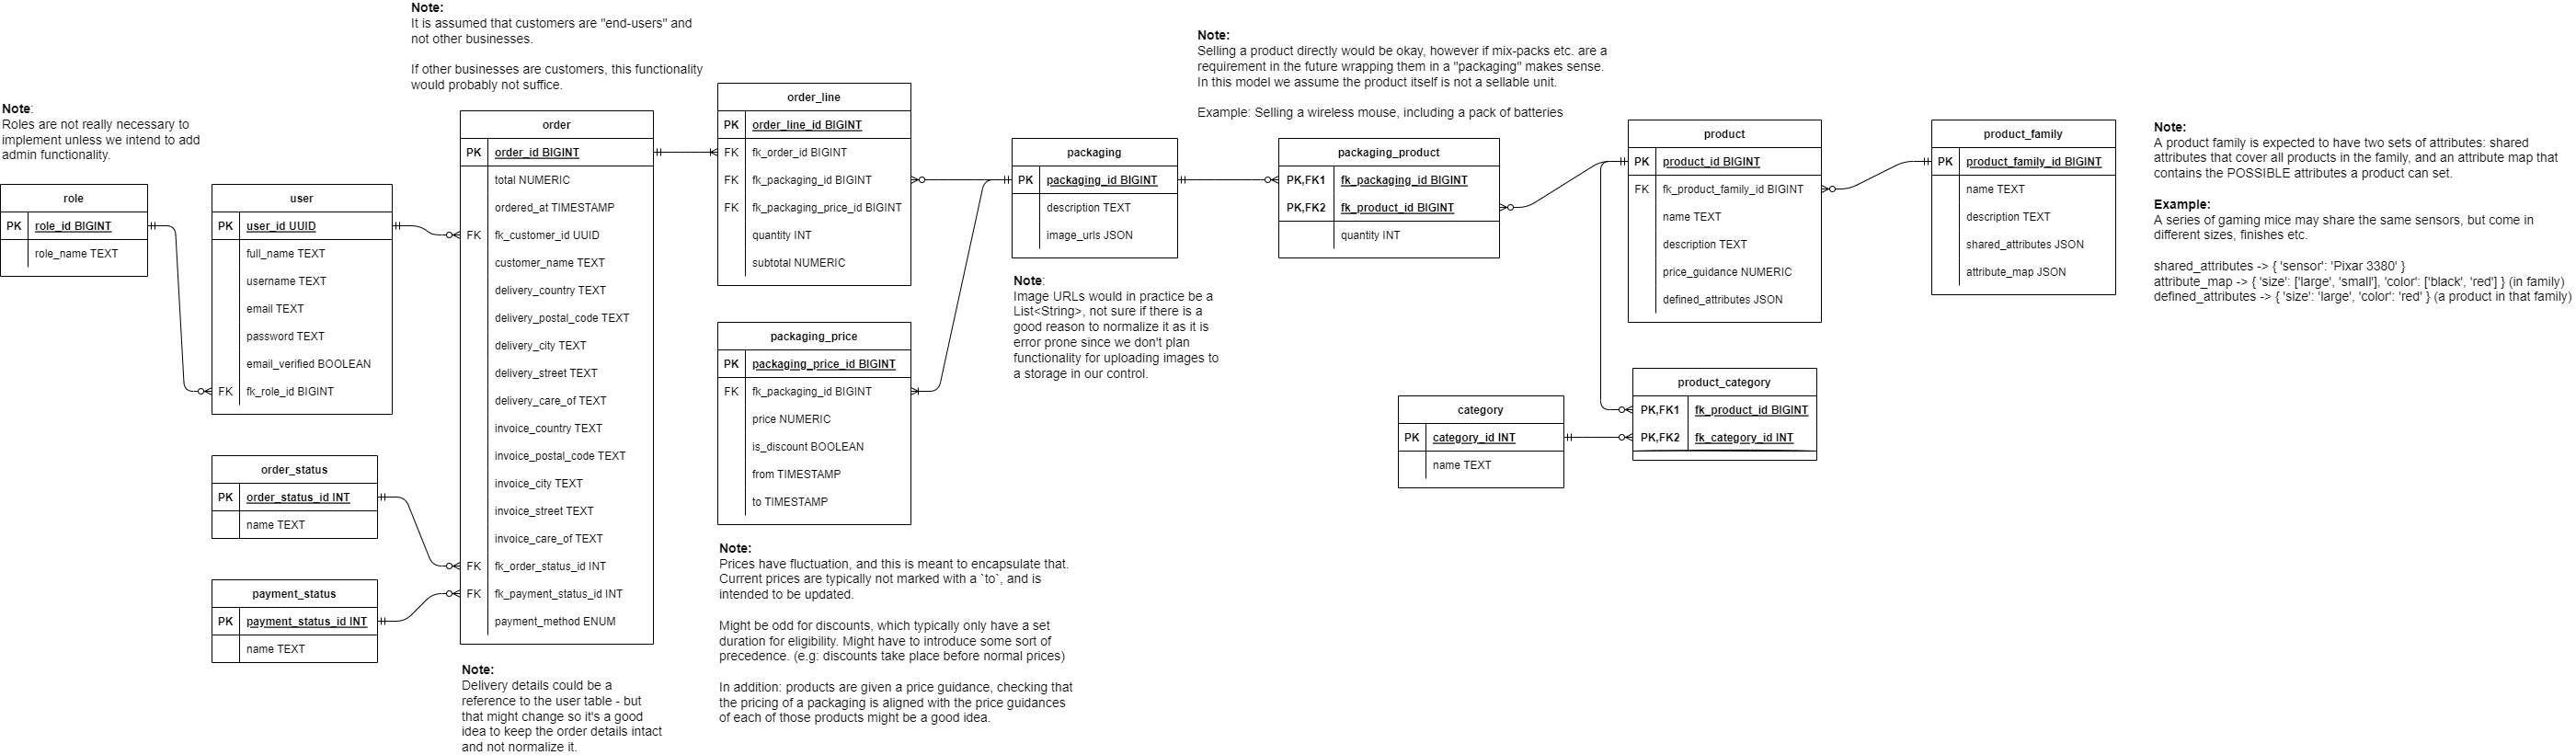 Note:
It is assumed that customers are "end-users" and
not other businesses.
If other businesses are customers, this functionality
would probably not suffice.
Note:
Roles are not really necessary to
implement unless we intend to add
admin functionality.
role
PK role_id BIGINT
role_name TEXT
user
PK user_id UUID
full_name TEXT
username TEXT
email TEXT
password TEXT
email_verified BOOLEAN
FK fk_role_id BIGINT
order_status
PK order_status_id INT
name TEXT
payment_status
PK payment_status_id INT
name TEXT
order
PK order_id BIGINT
total NUMERIC
ordered_at TIMESTAMP
FK fk_customer_id UUID
customer_name TEXT
delivery_country TEXT
delivery_postal_code TEXT
delivery_city TEXT
delivery_street TEXT
delivery_care_of TEXT
invoice_country TEXT
invoice_postal_code TEXT
invoice_city TEXT
invoice_street TEXT
invoice_care_of TEXT
FK fk_order_status_id INT
FK fk_payment_status_id INT
payment_method ENUM
Note:
Delivery details could be a
reference to the user table - but
that might change so it's a good
idea to keep the order details intact
and not normalize it.
order_line
PK order_line_id BIGINT
FK fk_order_id BIGINT
FK fk_packaging_id BIGINT
FK fk_packaging_price_id BIGINT
quantity INT
subtotal NUMERIC
packaging_price
PK packaging_price_id BIGINT
FK fk_packaging_id BIGINT
price NUMERIC
is_discount BOOLEAN
from TIMESTAMP
to TIMESTAMP
Note:
Prices have fluctuation, and this is meant to encapsulate that.
Current prices are typically not marked with a `to`, and is
intended to be updated.
Might be odd for discounts, which typically only have a set
duration for eligibility. Might have to introduce some sort of
precedence. (e.g: discounts take place before normal prices)
In addition: products are given a price guidance, checking that
the pricing of a packaging is aligned with the price guidances
of each of those products might be a good idea.
packaging
PK packaging_id BIGINT
description TEXT
image_urls JSON
Note:
Image URLs would in practice be a
List<String>, not sure if there is a
good reason to normalize it as it is
error prone since we don't plan
functionality for uploading images to
a storage in our control.
Note:
Selling a product directly would be okay, however if mix-packs etc. are a
requirement in the future wrapping them in a "packaging" makes sense.
In this model we assume the product itself is not a sellable unit.
Example: Selling a wireless mouse, including a pack of batteries
packaging_product
PK,FK1 fk_packaging_id BIGINT
PK,FK2 fk_product_id BIGINT
quantity INT
product
PK product_id BIGINT
FK fk_product_family_id BIGINT
name TEXT
description TEXT
price_guidance NUMERIC
defined_attributes JSON
category
PK category_id INT
name TEXT
product_category
PK,FK1 fk_product_id BIGINT
PK,FK2 fk_category_id INT
product_family
PK product_family_id BIGINT
name TEXT
description TEXT
shared_attributes JSON
attribute_map JSON
Note:
A product family is expected to have two sets of attributes: shared
attributes that cover all products in the family, and an attribute map that
contains the POSSIBLE attributes a product can set.
Example:
A series of gaming mice may share the same sensors, but come in
different sizes, finishes etc.
shared_attributes -> { 'sensor': 'Pixar 3380' }
attribute_map -> { 'size': ['large', 'small'], 'color': ['black', 'red'] } (in family)
defined_attributes -> { 'size': 'large', 'color': 'red' } (a product in that family)